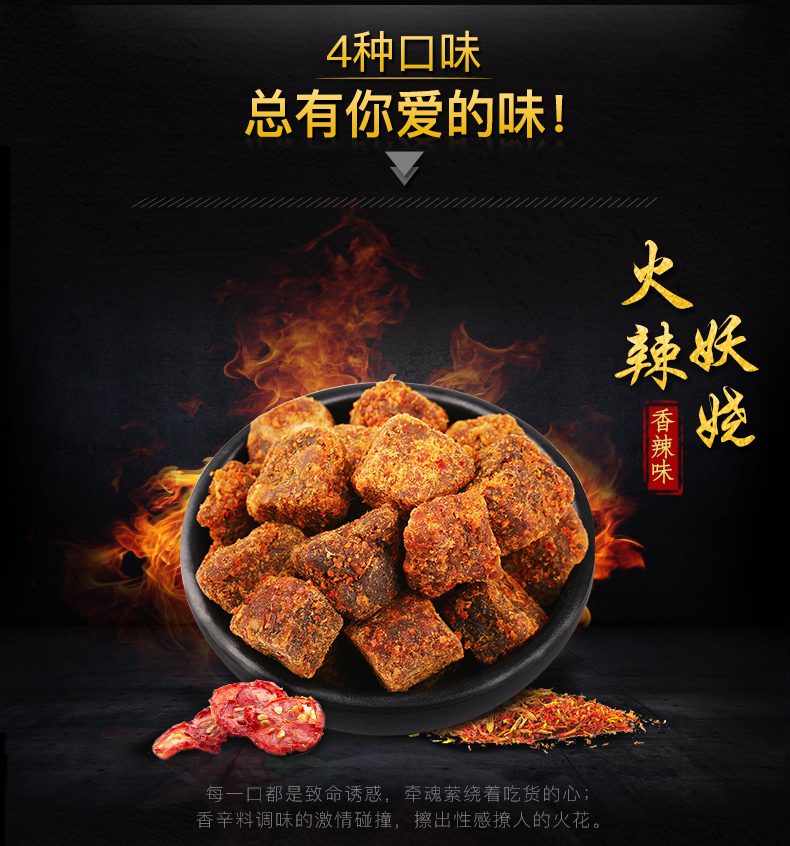 4种口味
总有你爱的味!
火辣
妖娆
香辣味
每一口都是致命诱惑，牵魂萦绕着吃货的心；
香辛料调味的激情碰撞，擦出性感撩人的火花。